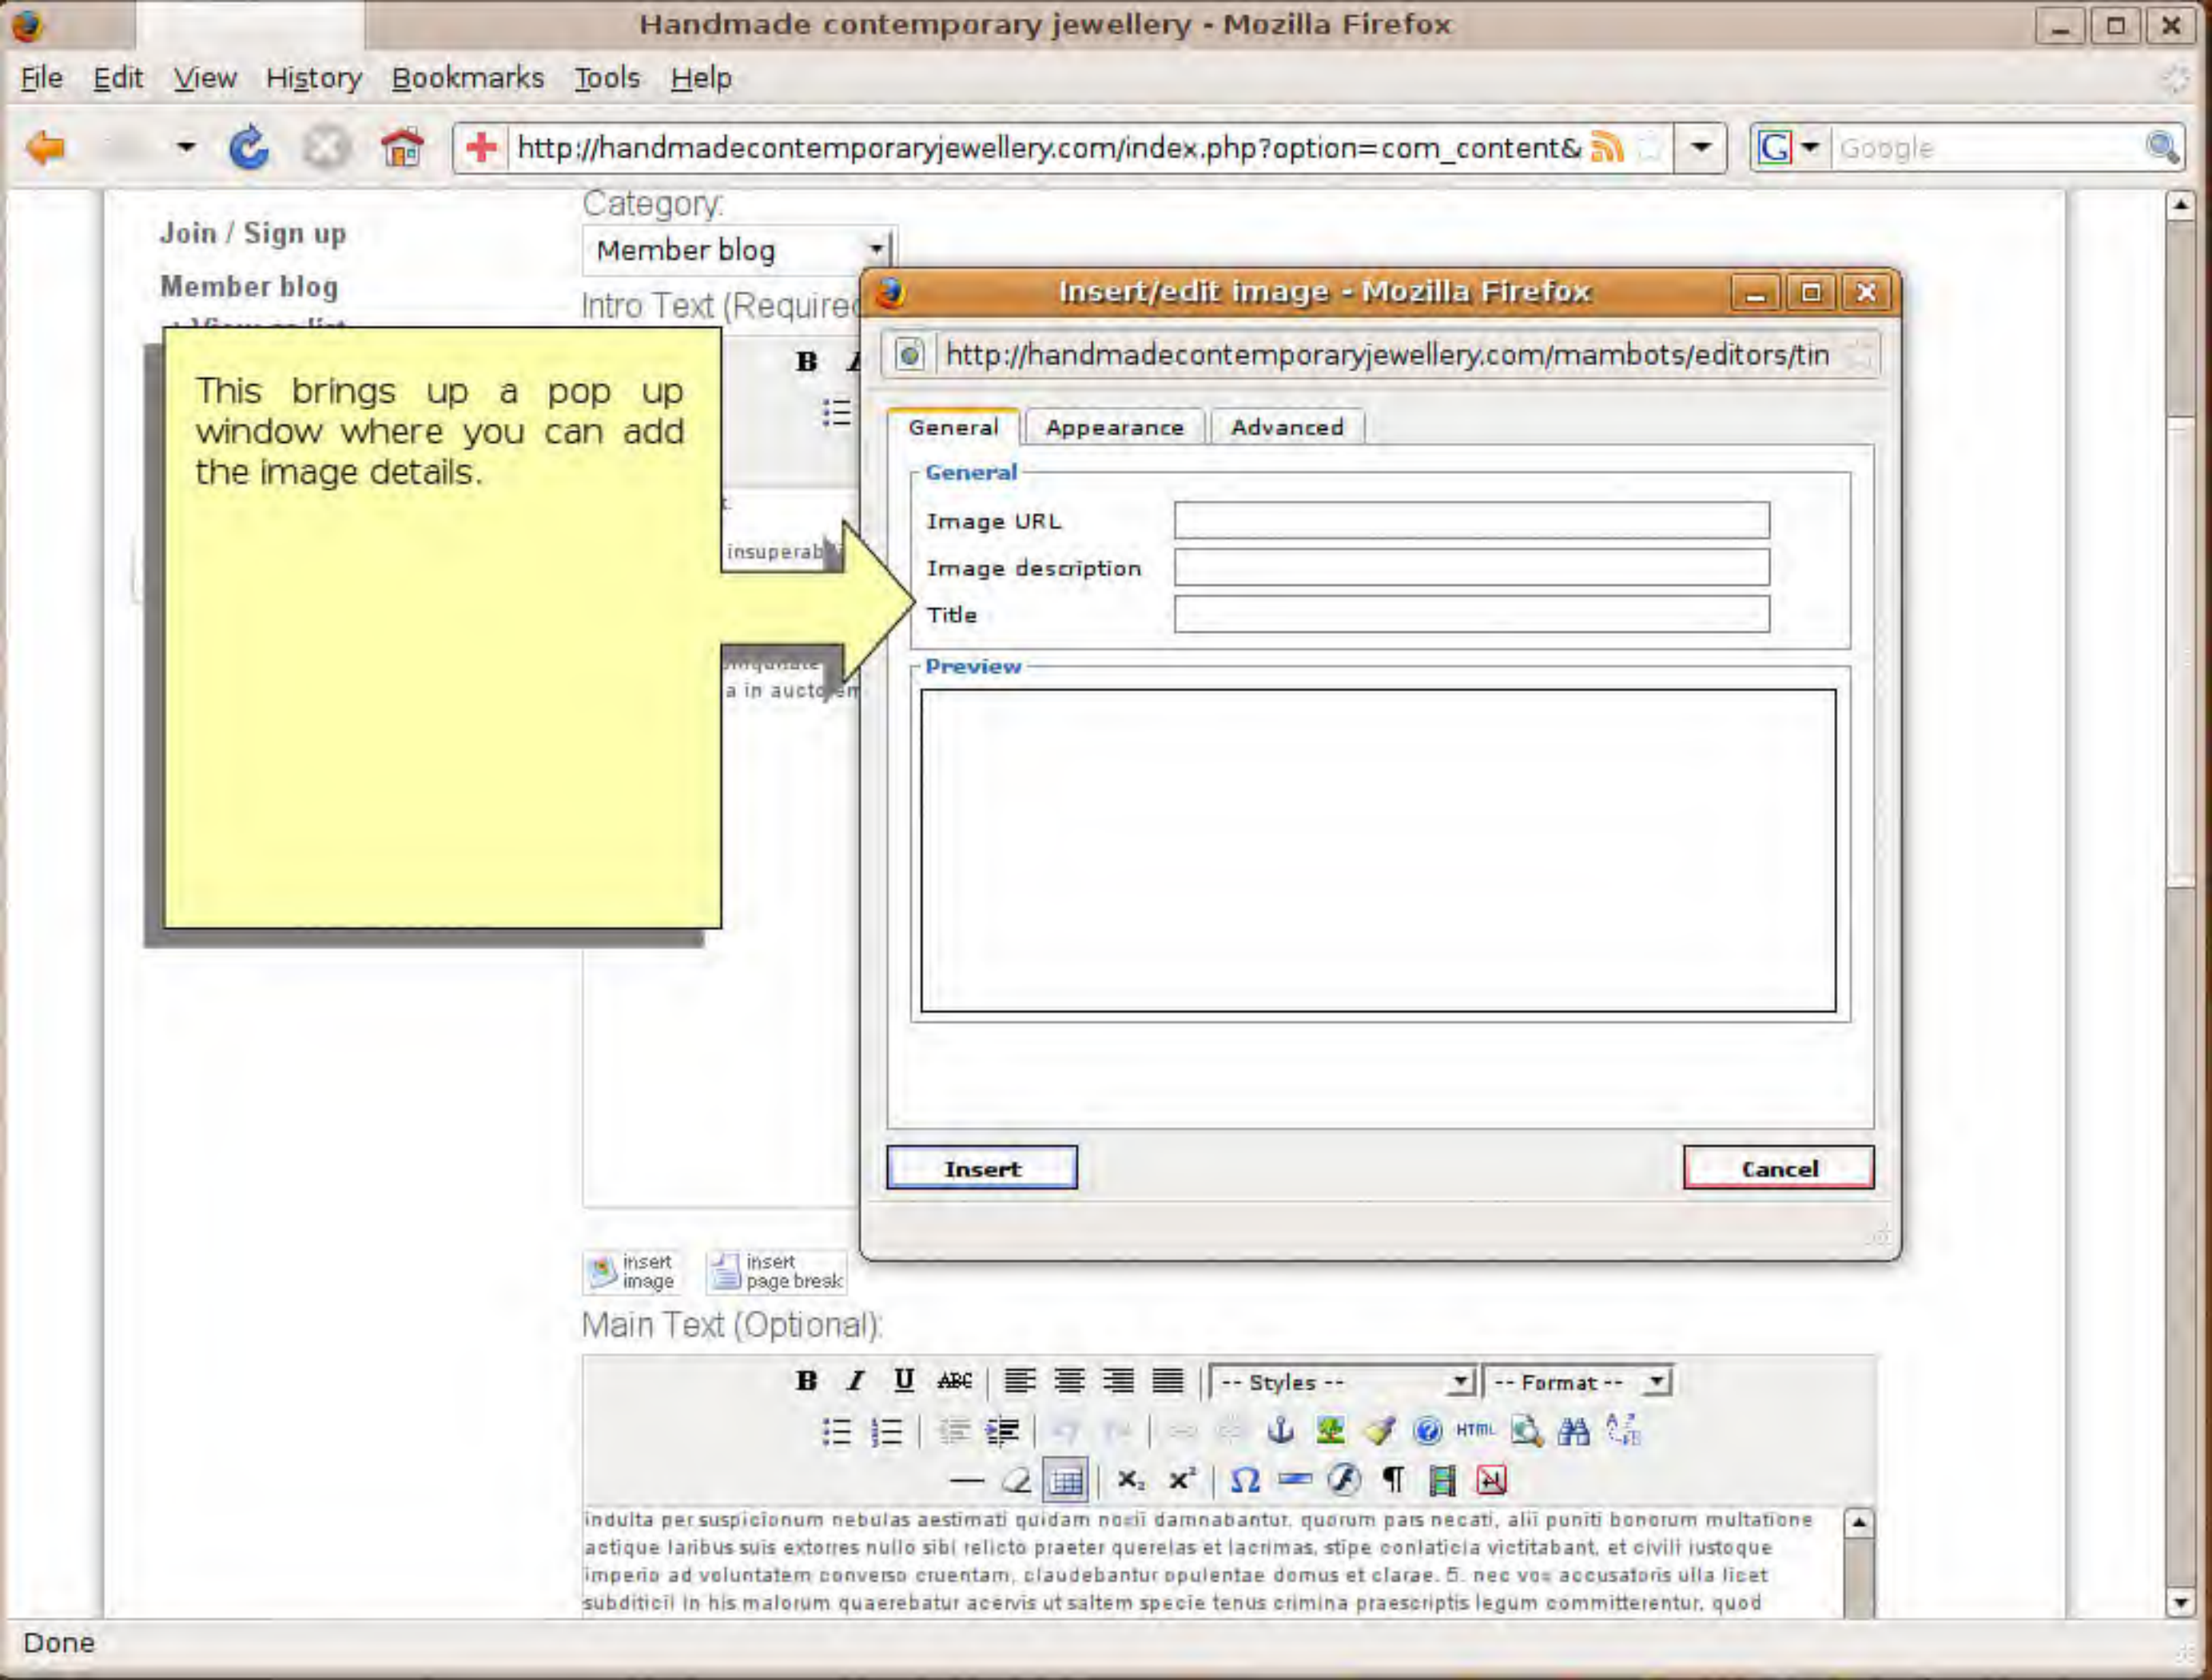 Handmade contemporary jewellery - Mozilla Firefox
File Edit View History Bookmarks Tools Help
http://handmadecontemporaryjewellery.com/index.php?option=com_content&
G Google
Join / Sign up
Member blog
Category:
Member blog
Intro Text (Required
B
This brings up a pop up
window where you can add
the image details.
Insert/edit image - Mozilla Firefox
http://handmadecontemporaryjewellery.com/mambots/editors/tin
General Appearance Advanced
General
Image URL
Image description
Title
Preview
Insert Cancel
a in auctorem
insert
image
insert
page break
Main Text (Optional):
B I U ABC -- Styles -- -- Format --
HTML
indulta per suspicionum nebulas aestimati quidam noxii damnabantur. quorum pars necati, alii puniti bonorum multatione
actique laribus suis extorres nullo sibi relicto praeter querelas et lacrimas, stipe conlaticia victitabant, et civili iustoque
imperio ad voluntatem converso cruentam, claudebantur opulentae domus et clarae. 5. nec vox accusatoris ulla licet
subditicii in his malorum quaerebatur acervis ut saltem specie tenus crimina praescriptis legum committerentur, quod
Done